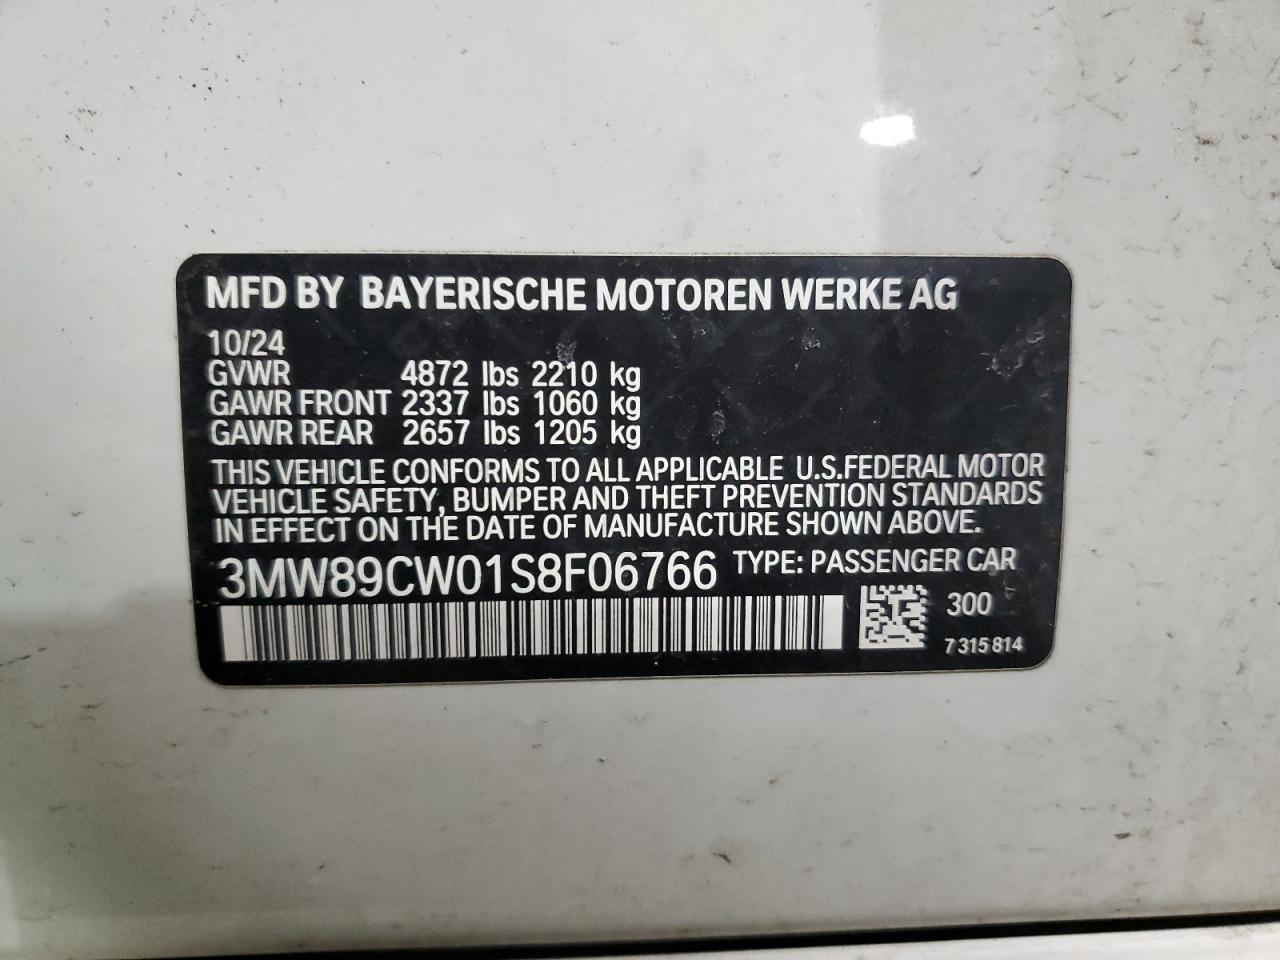 MFD BY BAYERISCHE MOTOREN WERKE AG
10/24
GVWR 4872 lbs 2210 kg
GAWR FRONT 2337 lbs 1060 kg
GAWR REAR 2657 lbs 1205 kg
THIS VEHICLE CONFORMS TO ALL APPLICABLE U.S.FEDERAL MOTOR
VEHICLE SAFETY, BUMPER AND THEFT PREVENTION STANDARDS
IN EFFECT ON THE DATE OF MANUFACTURE SHOWN ABOVE.
3MW89CW01S8F06766 TYPE: PASSENGER CAR
300
7 315 814